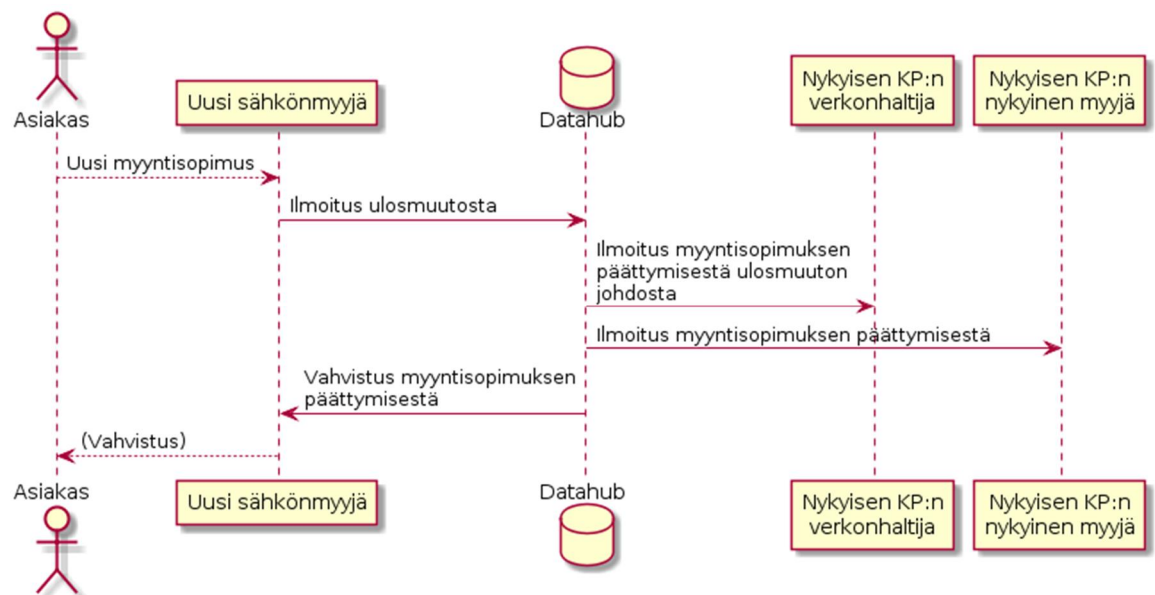 Asiakas
Uusi sähkönmyyjä
Datahub
Nykyisen KP:n
verkonhaltija
Nykyisen KP:n
nykyinen myyjä
Uusi myyntisopimus
Ilmoitus ulosmuutosta
Ilmoitus myyntisopimuksen
päättymisestä ulosmuuton
johdosta
Ilmoitus myyntisopimuksen päättymisestä
Vahvistus myyntisopimuksen
päättymisestä
(Vahvistus)
Asiakas
Uusi sähkönmyyjä
Datahub
Nykyisen KP:n
verkonhaltija
Nykyisen KP:n
nykyinen myyjä